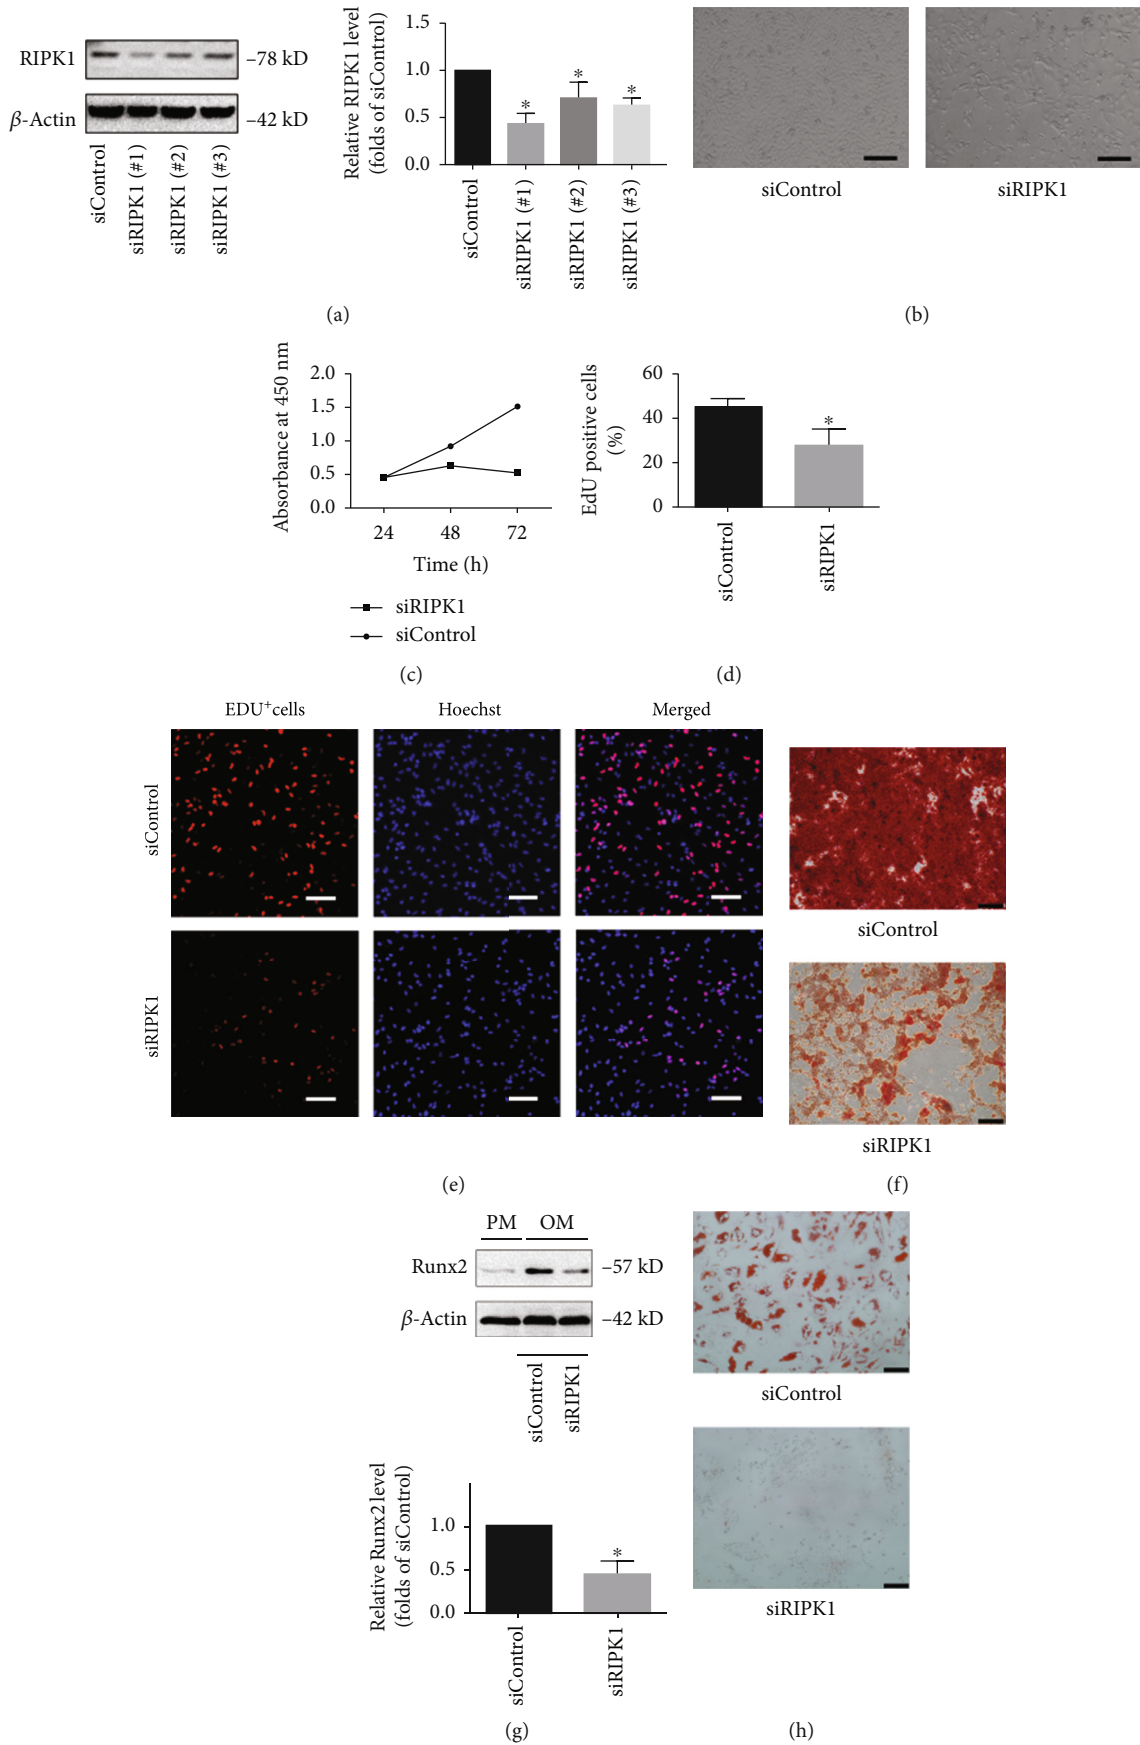 RIPK1
–78 kD
β-Actin
–42 kD
siControl
siRIPK1 (#1)
siRIPK1 (#2)
siRIPK1 (#3)
Relative RIPK1 level
(folds of siControl)
1.5
1.0
0.5
0.0
*
*
*
siControl
siRIPK1 (#1)
siRIPK1 (#2)
siRIPK1 (#3)
(a)
siControl
siRIPK1
(b)
Absorbance at 450 nm
2.0
1.5
1.0
0.5
0.0
24 48 72
Time (h)
siRIPK1
siControl
(c)
EdU positive cells
(%)
60
40
20
0
*
siControl
siRIPK1
(d)
EDU+cells Hoechst Merged
siControl
siRIPK1
(e)
siControl
siRIPK1
(f)
PM OM
Runx2
–57 kD
β-Actin
–42 kD
siControl
siRIPK1
Relative Runx2 level
(folds of siControl)
1.0
0.5
0.0
*
siControl
siRIPK1
(g)
siControl
siRIPK1
(h)